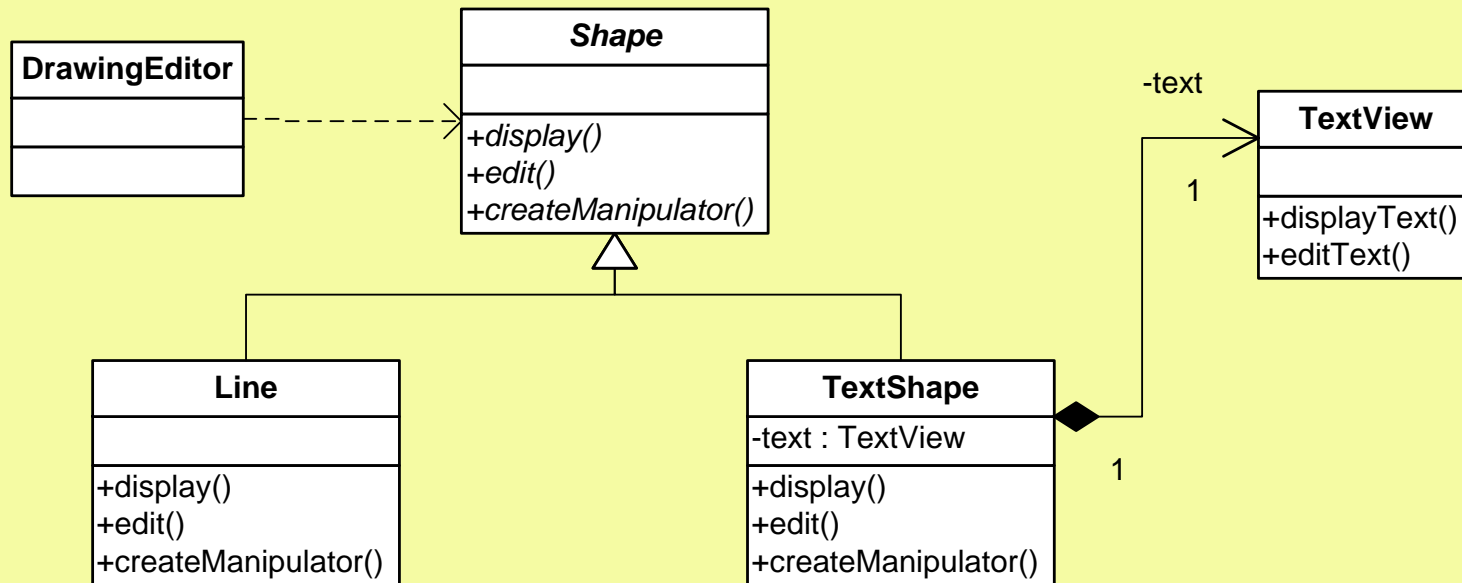 DrawingEditor
Shape
+display()
+edit()
+createManipulator()
-text
1
TextView
+displayText()
+editText()
Line
+display()
+edit()
+createManipulator()
TextShape
-text : TextView
+display()
+edit()
+createManipulator()
1